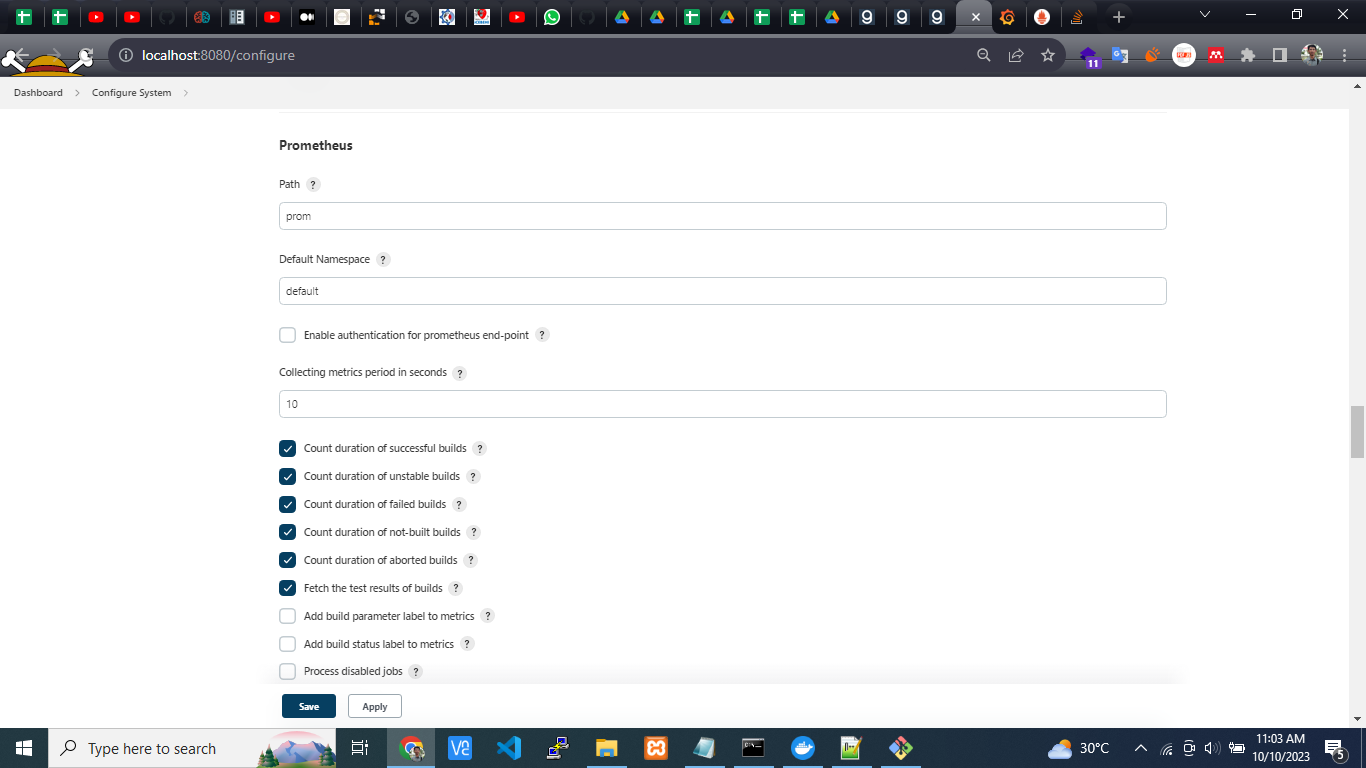 localhost:8080/configure
11
Dashboard
Configure System
Prometheus
Path ?
prom
Default Namespace ?
default
Enable authentication for prometheus end-point ?
Collecting metrics period in seconds ?
10
Count duration of successful builds ?
Count duration of unstable builds ?
Count duration of failed builds ?
Count duration of not-built builds ?
Count duration of aborted builds ?
Fetch the test results of builds ?
Add build parameter label to metrics ?
Add build status label to metrics ?
Process disabled jobs ?
Save Apply
Type here to search
30°C
11:03 AM
10/10/2023
5